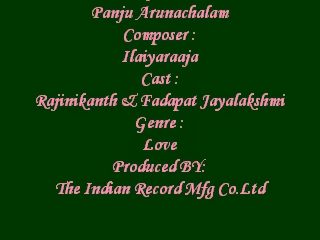 Panju Arunachalam
Composer :
Ilaiyaraaja
Cast :
Rajinikanth & Fadapat Jayalakshmi
Genre :
Love
Produced BY:
The Indian Record Mfg Co.Ltd